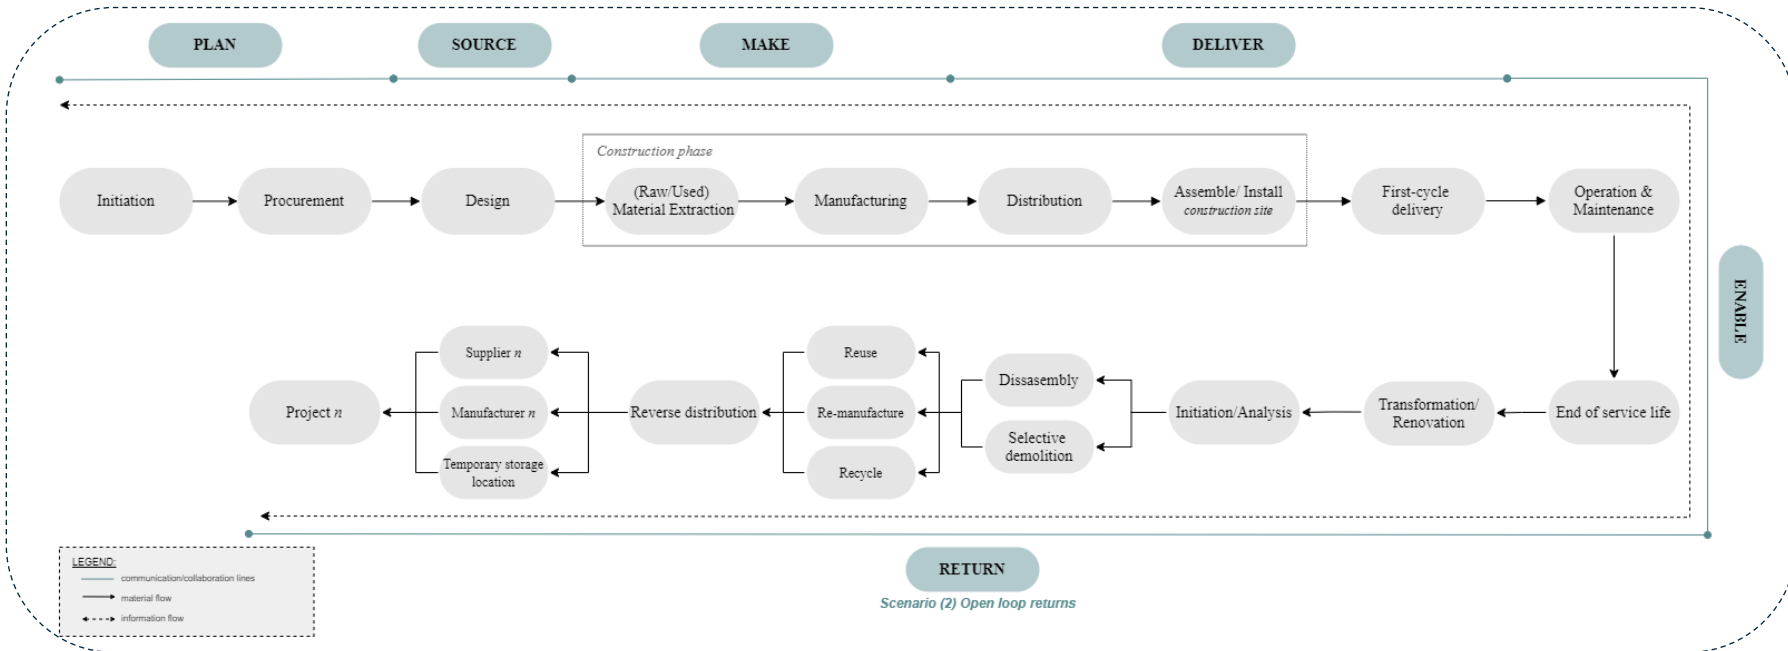 PLAN
SOURCE
MAKE
DELIVER
Construction phase
Initiation
Procurement
Design
(Raw/Used)
Material Extraction
Manufacturing
Distribution
Assemble/ Install
construction site
First-cycle
delivery
Operation &
Maintenance
ENABLE
Project n
Supplier n
Manufacturer n
Temporary storage
location
Reverse distribution
Reuse
Re-manufacture
Recycle
Dissasembly
Selective
demolition
Initiation/Analysis
Transformation/
Renovation
End of service life
LEGEND:
communication/collaboration lines
material flow
information flow
RETURN
Scenario (2) Open loop returns